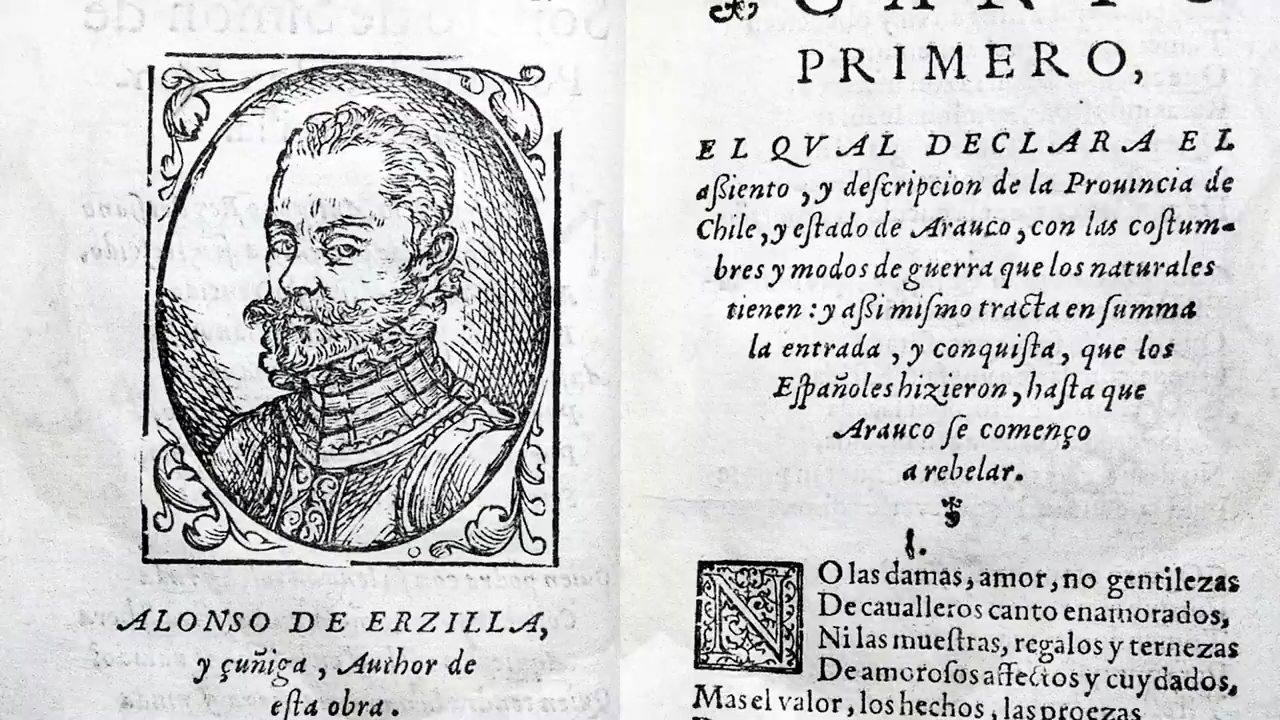 ALONSO DE ERZILLA,
y çuñiga, Author de
eſta obra.
CANTO
PRIMERO,
EL QVAL DECLARA EL
aßiento, y deſcripcion de la Prouincia de
Chile, y eſtado de Arauco, con las coſtum-
bres y modos de guerra que los naturales
tienen: y aßi miſmo tracta en ſumma
la entrada, y conquiſta, que los
Eſpañoles hizieron, haſta que
Arauco ſe començo
a rebelar.
1.
NO las damas, amor, no gentilezas
De caualleros canto enamorados,
Ni las mueſtras, regalos y ternezas
De amoroſos affectos y cuydados,
Mas el valor, los hechos, las proezas